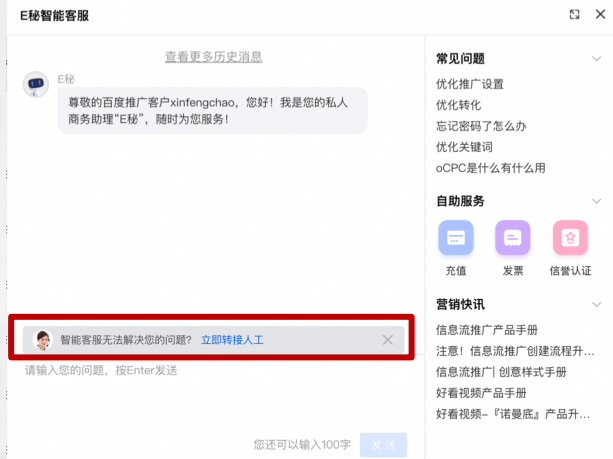 E秘智能客服
查看更多历史消息
E秘
尊敬的百度推广客户xinfengchao，您好！我是您的私人
商务助理“E秘”，随时为您服务！
智能客服无法解决您的问题？ 立即转接人工
请输入您的问题，按Enter发送
您还可以输入100字 发 送
常见问题
优化推广设置
优化转化
忘记密码了怎么办
优化关键词
oCPC是什么有什么用
自助服务
充值 发票 信誉认证
营销快讯
信息流推广产品手册
注意！信息流推广创建流程升...
信息流推广| 创意样式手册
好看视频产品手册
好看视频-『诺曼底』产品升...